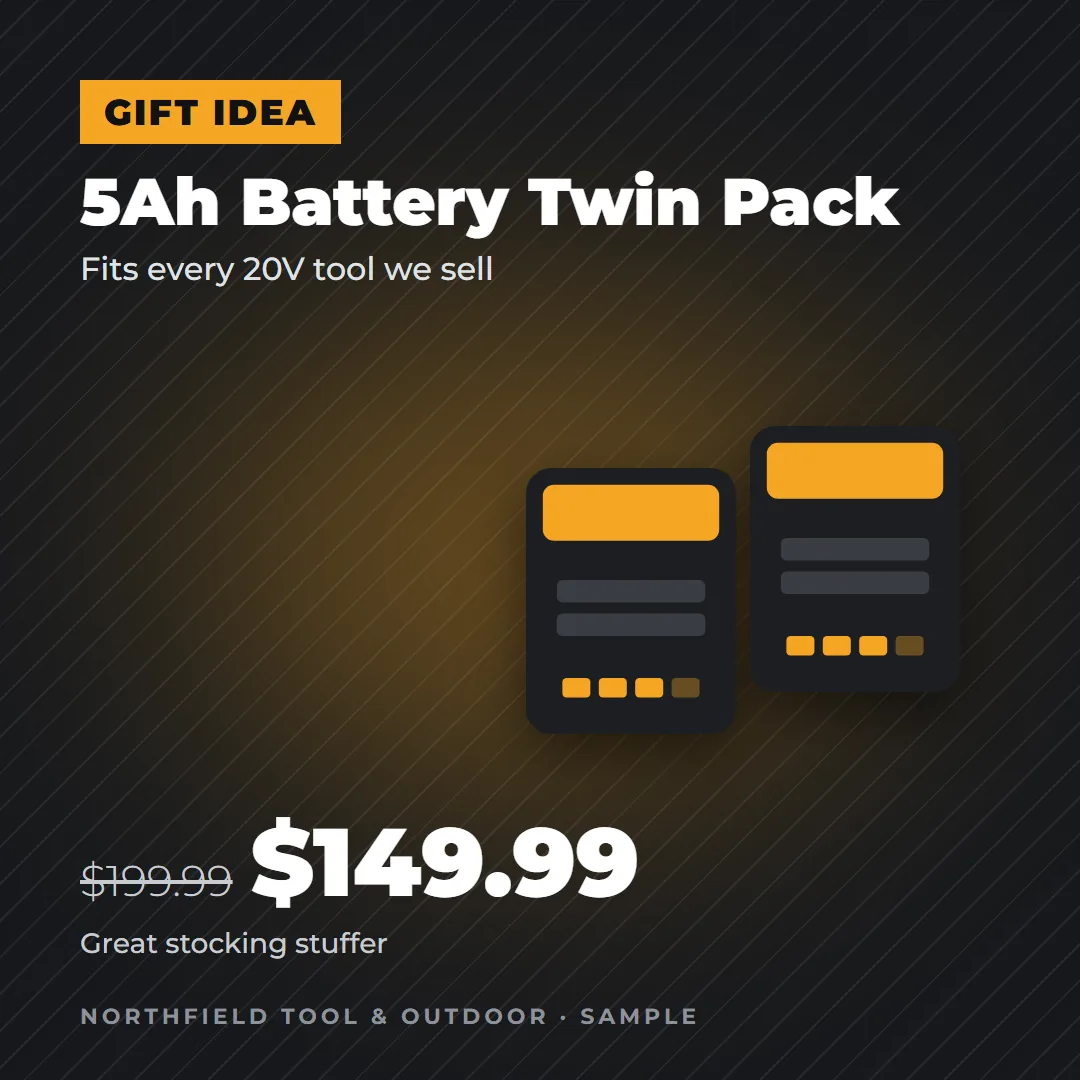 GIFT IDEA
5Ah Battery Twin Pack
Fits every 20V tool we sell
$199.99 $149.99
Great stocking stuffer
NORTHFIELD TOOL & OUTDOOR · SAMPLE